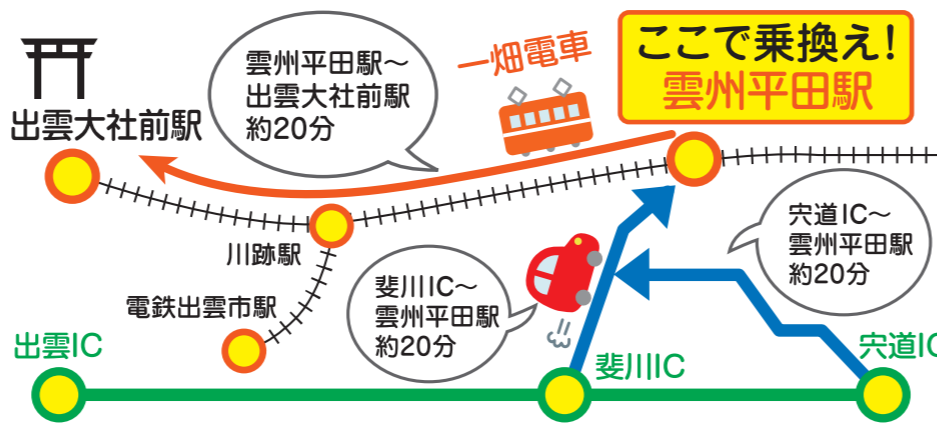 ここで乗換え!
雲州平田駅
一畑電車
雲州平田駅～
出雲大社前駅
約20分
出雲大社前駅
川跡駅
電鉄出雲市駅
宍道IC～
雲州平田駅
約20分
斐川IC～
雲州平田駅
約20分
出雲IC
斐川IC
宍道IC